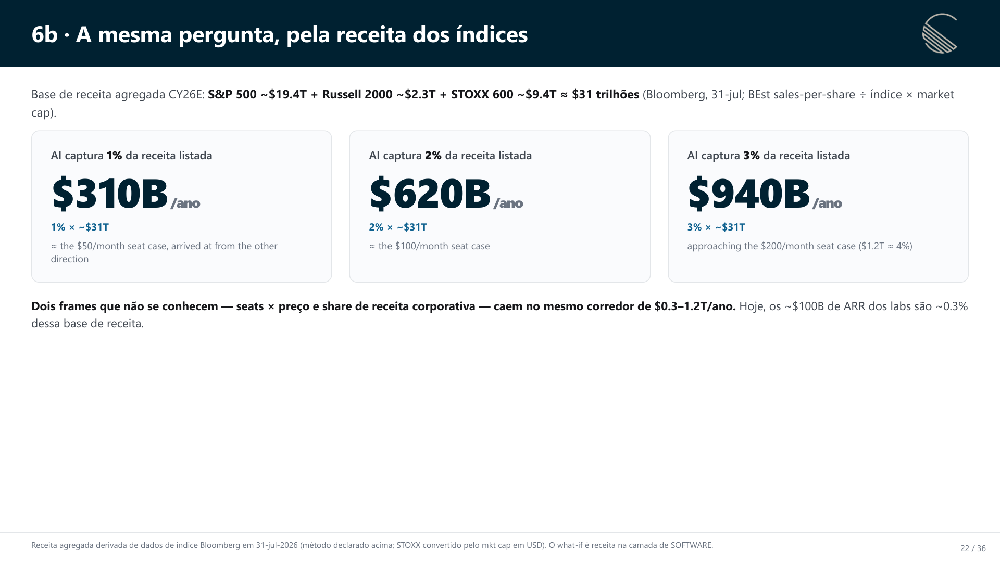 6b · A mesma pergunta, pela receita dos índices
Base de receita agregada CY26E: S&P 500 ~$19.4T + Russell 2000 ~$2.3T + STOXX 600 ~$9.4T ≈ $31 trilhões (Bloomberg, 31-jul; BEst sales-per-share ÷ índice × market
cap).
AI captura 1% da receita listada
$310B/ano
1% × ~$31T
≈ the $50/month seat case, arrived at from the other
direction
AI captura 2% da receita listada
$620B/ano
2% × ~$31T
≈ the $100/month seat case
AI captura 3% da receita listada
$940B/ano
3% × ~$31T
approaching the $200/month seat case ($1.2T ≈ 4%)
Dois frames que não se conhecem — seats × preço e share de receita corporativa — caem no mesmo corredor de $0.3–1.2T/ano. Hoje, os ~$100B de ARR dos labs são ~0.3%
dessa base de receita.
Receita agregada derivada de dados de índice Bloomberg em 31-jul-2026 (método declarado acima; STOXX convertido pelo mkt cap em USD). O what-if é receita na camada de SOFTWARE.
22 / 36